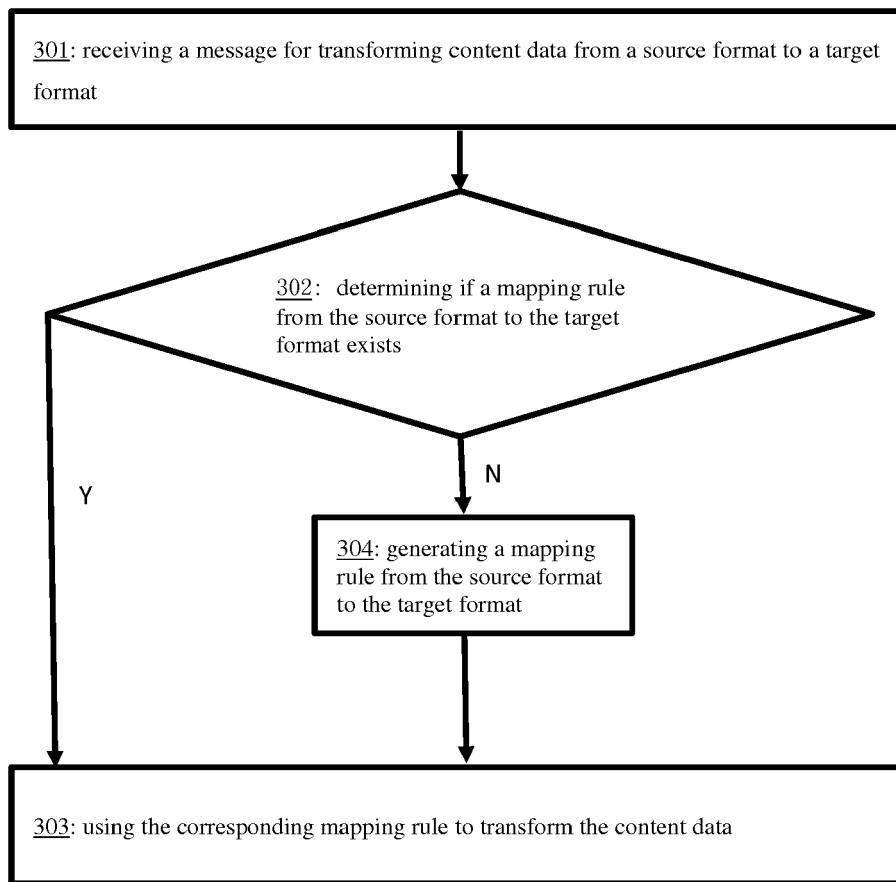 301: receiving a message for transforming content data from a source format to a target
format
302: determining if a mapping rule
from the source format to the target
format exists
N
Y
304: generating a mapping
rule from the source format
to the target format
303: using the corresponding mapping rule to transform the content data